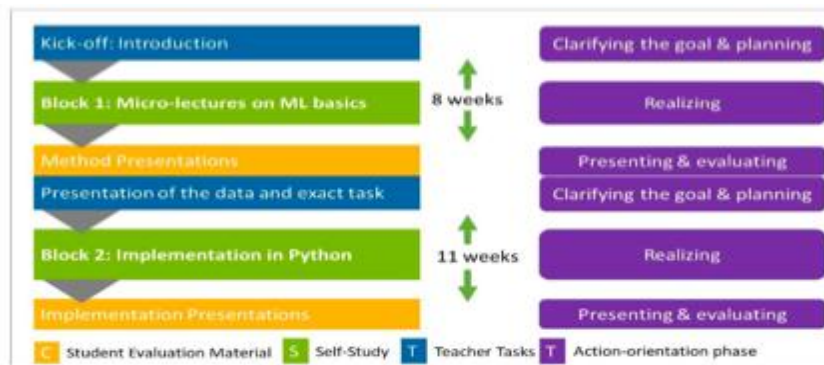 Kick-off: Introduction
Clarifying the goal & planning
Block 1: Micro-lectures on ML basics
8 weeks
Realizing
Method Presentations
Presenting & evaluating
Presentation of the data and exact task
Clarifying the goal & planning
Block 2: Implementation in Python
11 weeks
Realizing
Implementation Presentations
Presenting & evaluating
C Student Evaluation Material S Self-Study T Teacher Tasks T Action-orientation phase